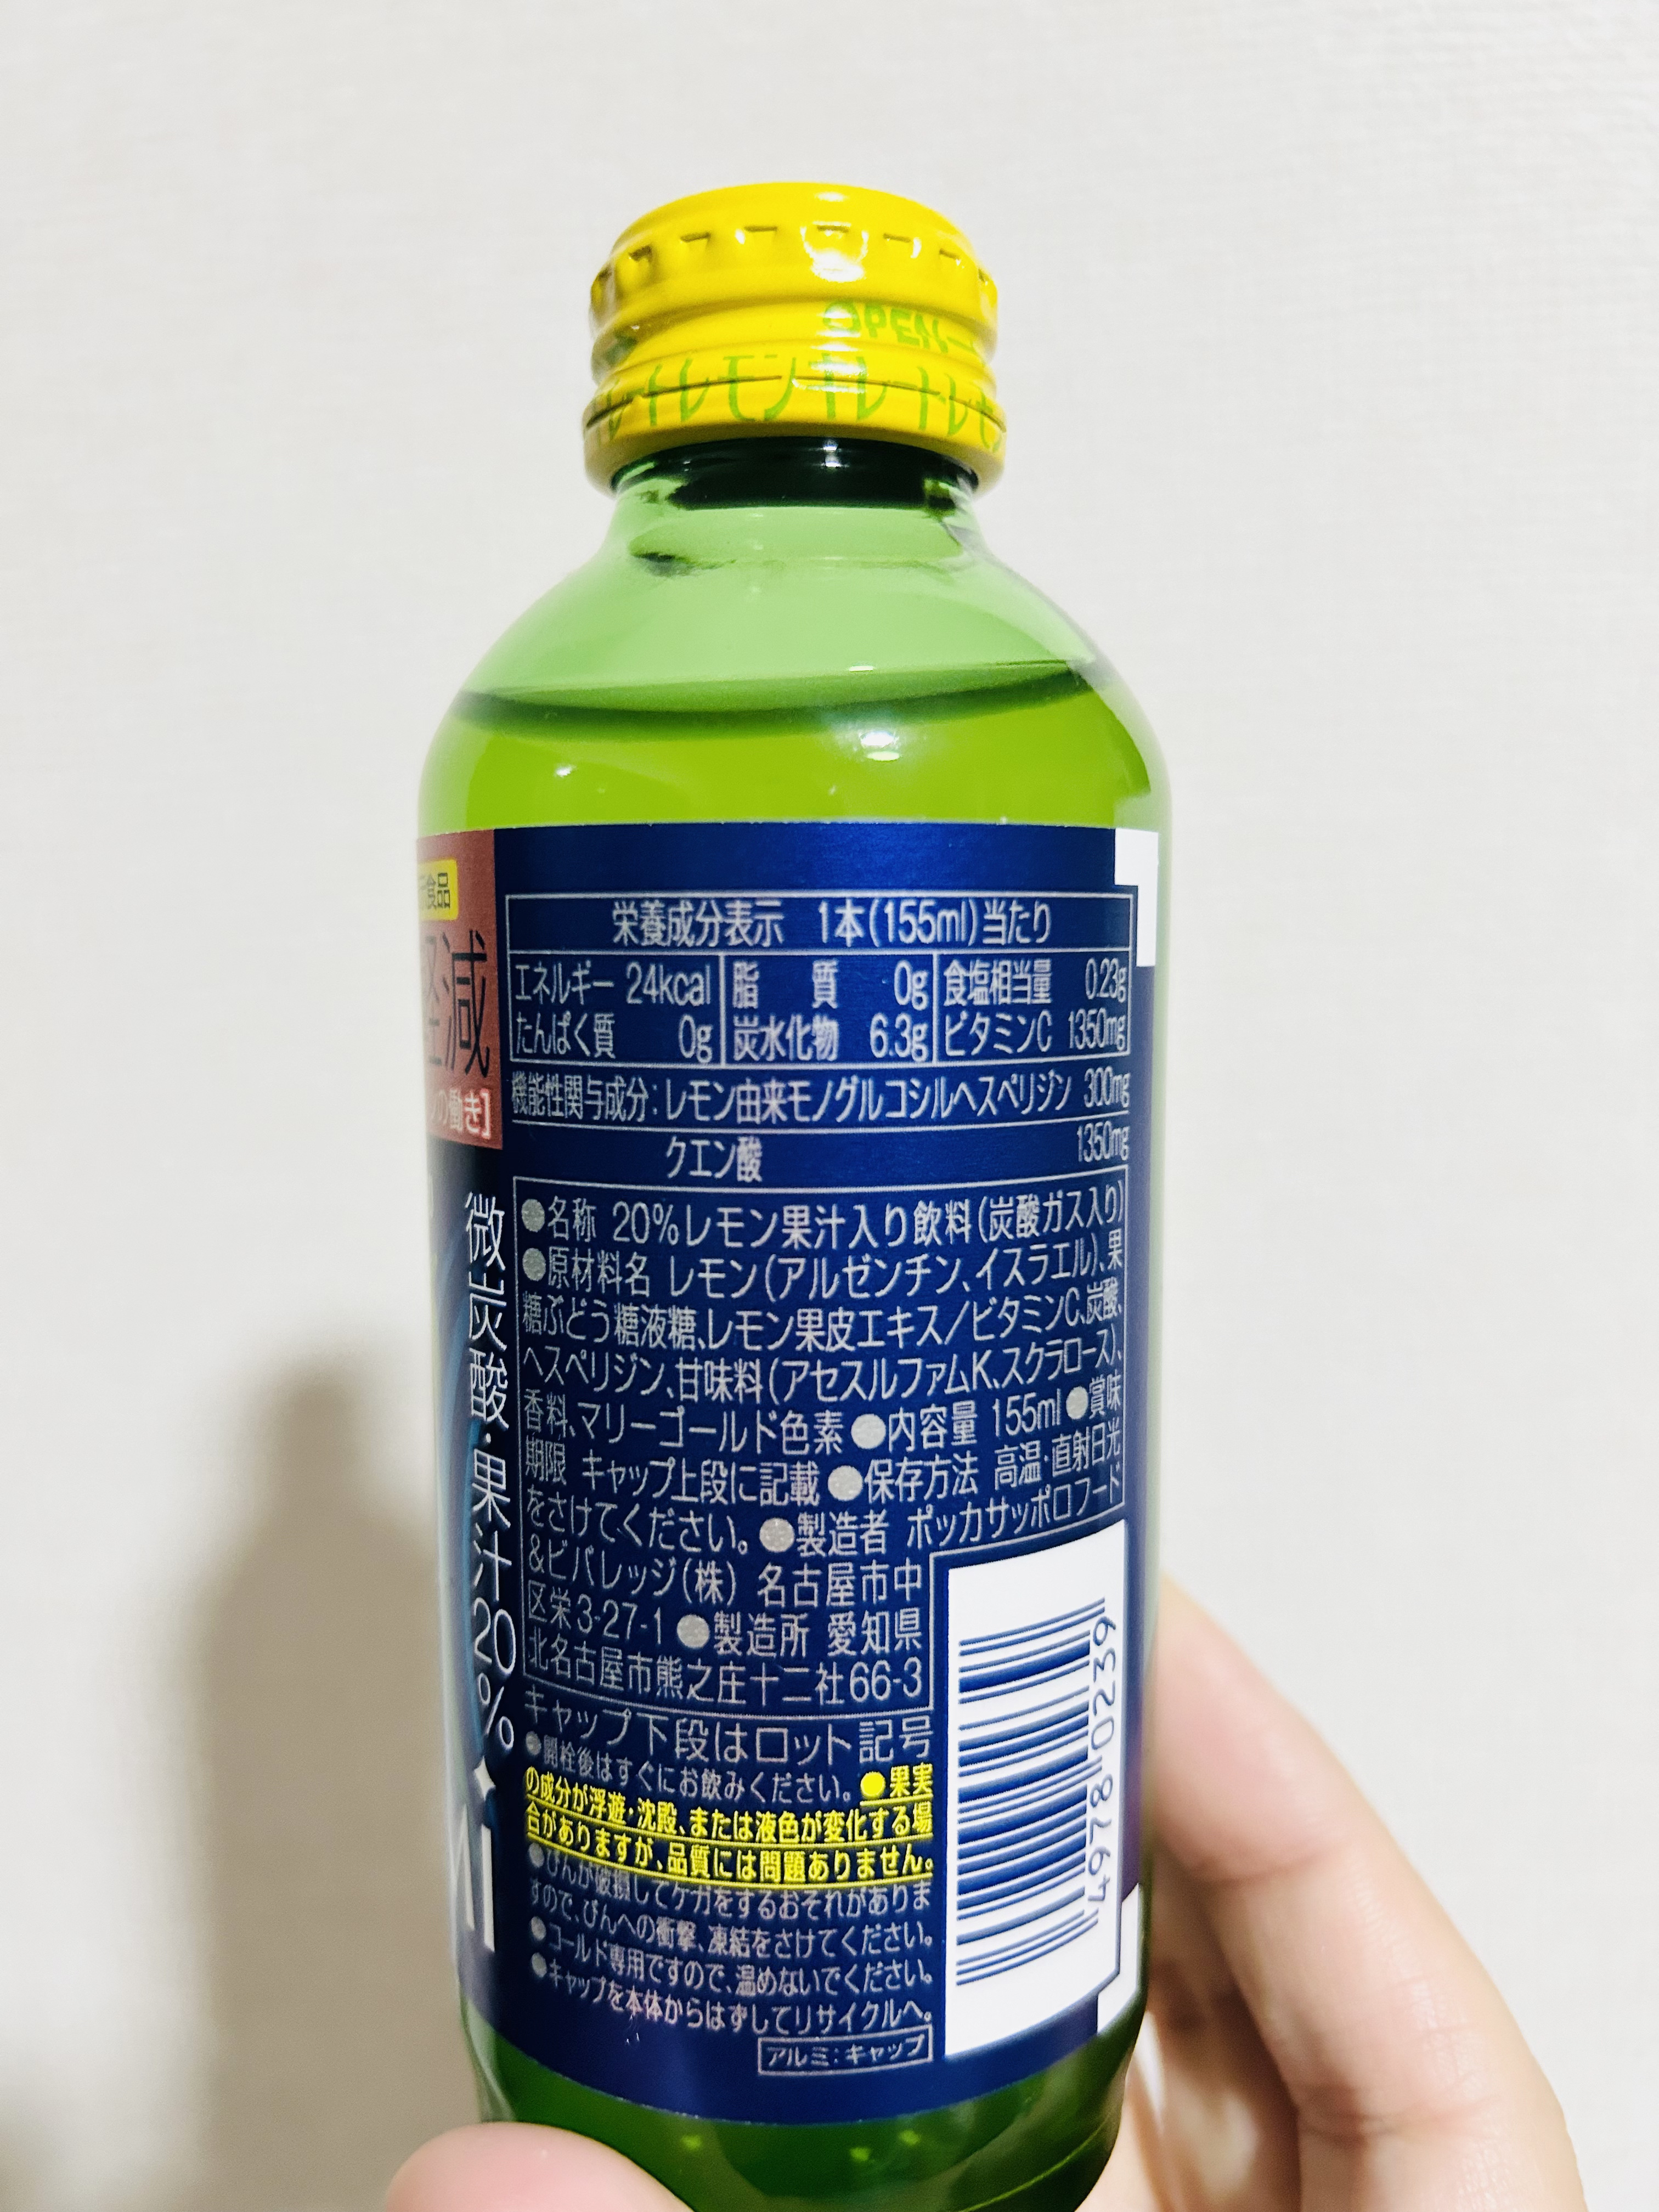 OPEN
レートレモンキレートレモン
食品
軽減
の働き]
微炭酸・果汁20%
栄養成分表示 1本(155ml)当たり
エネルギー 24kcal 脂質 0g 食塩相当量 0.23g
たんぱく質 0g 炭水化物 6.3g ビタミンC 1350mg
機能性関与成分:レモン由来モノグルコシルヘスペリジン 300mg
クエン酸 1350mg
●名称 20%レモン果汁入り飲料(炭酸ガス入り)
●原材料名 レモン(アルゼンチン、イスラエル)、果
糖ぶどう糖液糖、レモン果皮エキス/ビタミンC、炭酸、
ヘスペリジン、甘味料(アセスルファムK、スクラロース)、
香料、マリーゴールド色素 ●内容量 155ml ●賞味
期限 キャップ上段に記載 ●保存方法 高温・直射日光
をさけてください。 ●製造者 ポッカサッポロフード
&ビバレッジ(株) 名古屋市中
区栄3-27-1 ●製造所 愛知県
北名古屋市熊之庄十二社66-3
キャップ下段はロット記号
●開栓後はすぐにお飲みください。●果実
の成分が浮遊・沈殿、または液色が変化する場
合がありますが、品質には問題ありません。
●びんが破損してケガをするおそれがありま
すので、びんへの衝撃、凍結をさけてください。
●コールド専用ですので、温めないでください。
●キャップを本体からはずしてリサイクルへ。
アルミ:キャップ
4978 0239